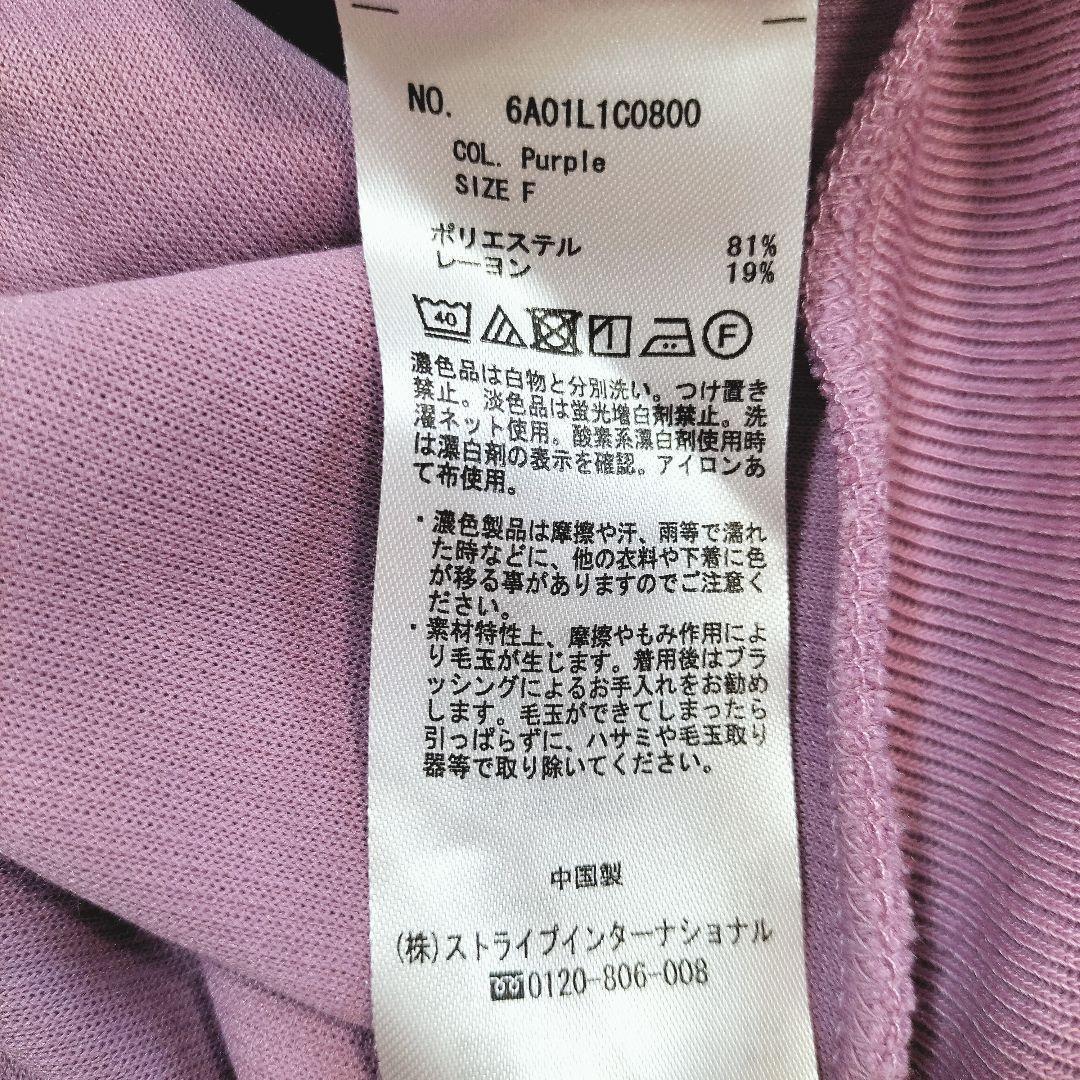 NO. 6A01L1C0800
COL. Purple
SIZE F
ポリエステル 81%
レーヨン 19%
40 F
濃色品は白物と分別洗い。つけ置き
禁止。淡色品は蛍光増白剤禁止。洗
濯ネット使用。酸素系漂白剤使用時
は漂白剤の表示を確認。アイロンあ
て布使用。
・濃色製品は摩擦や汗、雨等で濡れ
た時などに、他の衣料や下着に色
が移る事がありますのでご注意く
ださい。
・素材特性上、摩擦やもみ作用によ
り毛玉が生じます。着用後はブラ
ッシングによるお手入れをお勧め
します。毛玉ができてしまったら
引っぱらずに、ハサミや毛玉取り
器等で取り除いてください。
中国製
(株)ストライプインターナショナル
0120-806-008